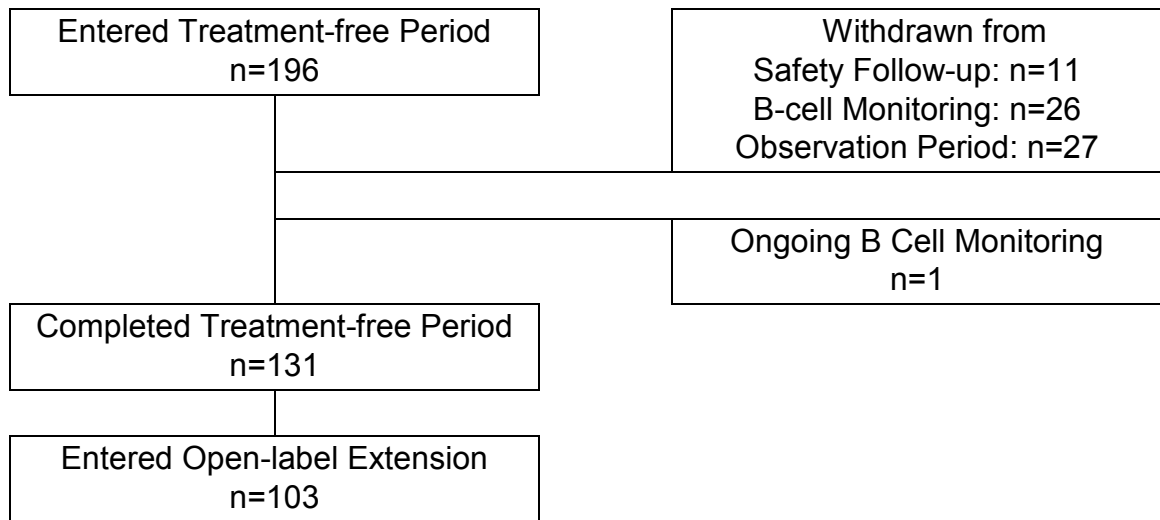 Entered Treatment-free Period
n=196
Withdrawn from
Safety Follow-up: n=11
B-cell Monitoring: n=26
Observation Period: n=27
Ongoing B Cell Monitoring
n=1
Completed Treatment-free Period
n=131
Entered Open-label Extension
n=103